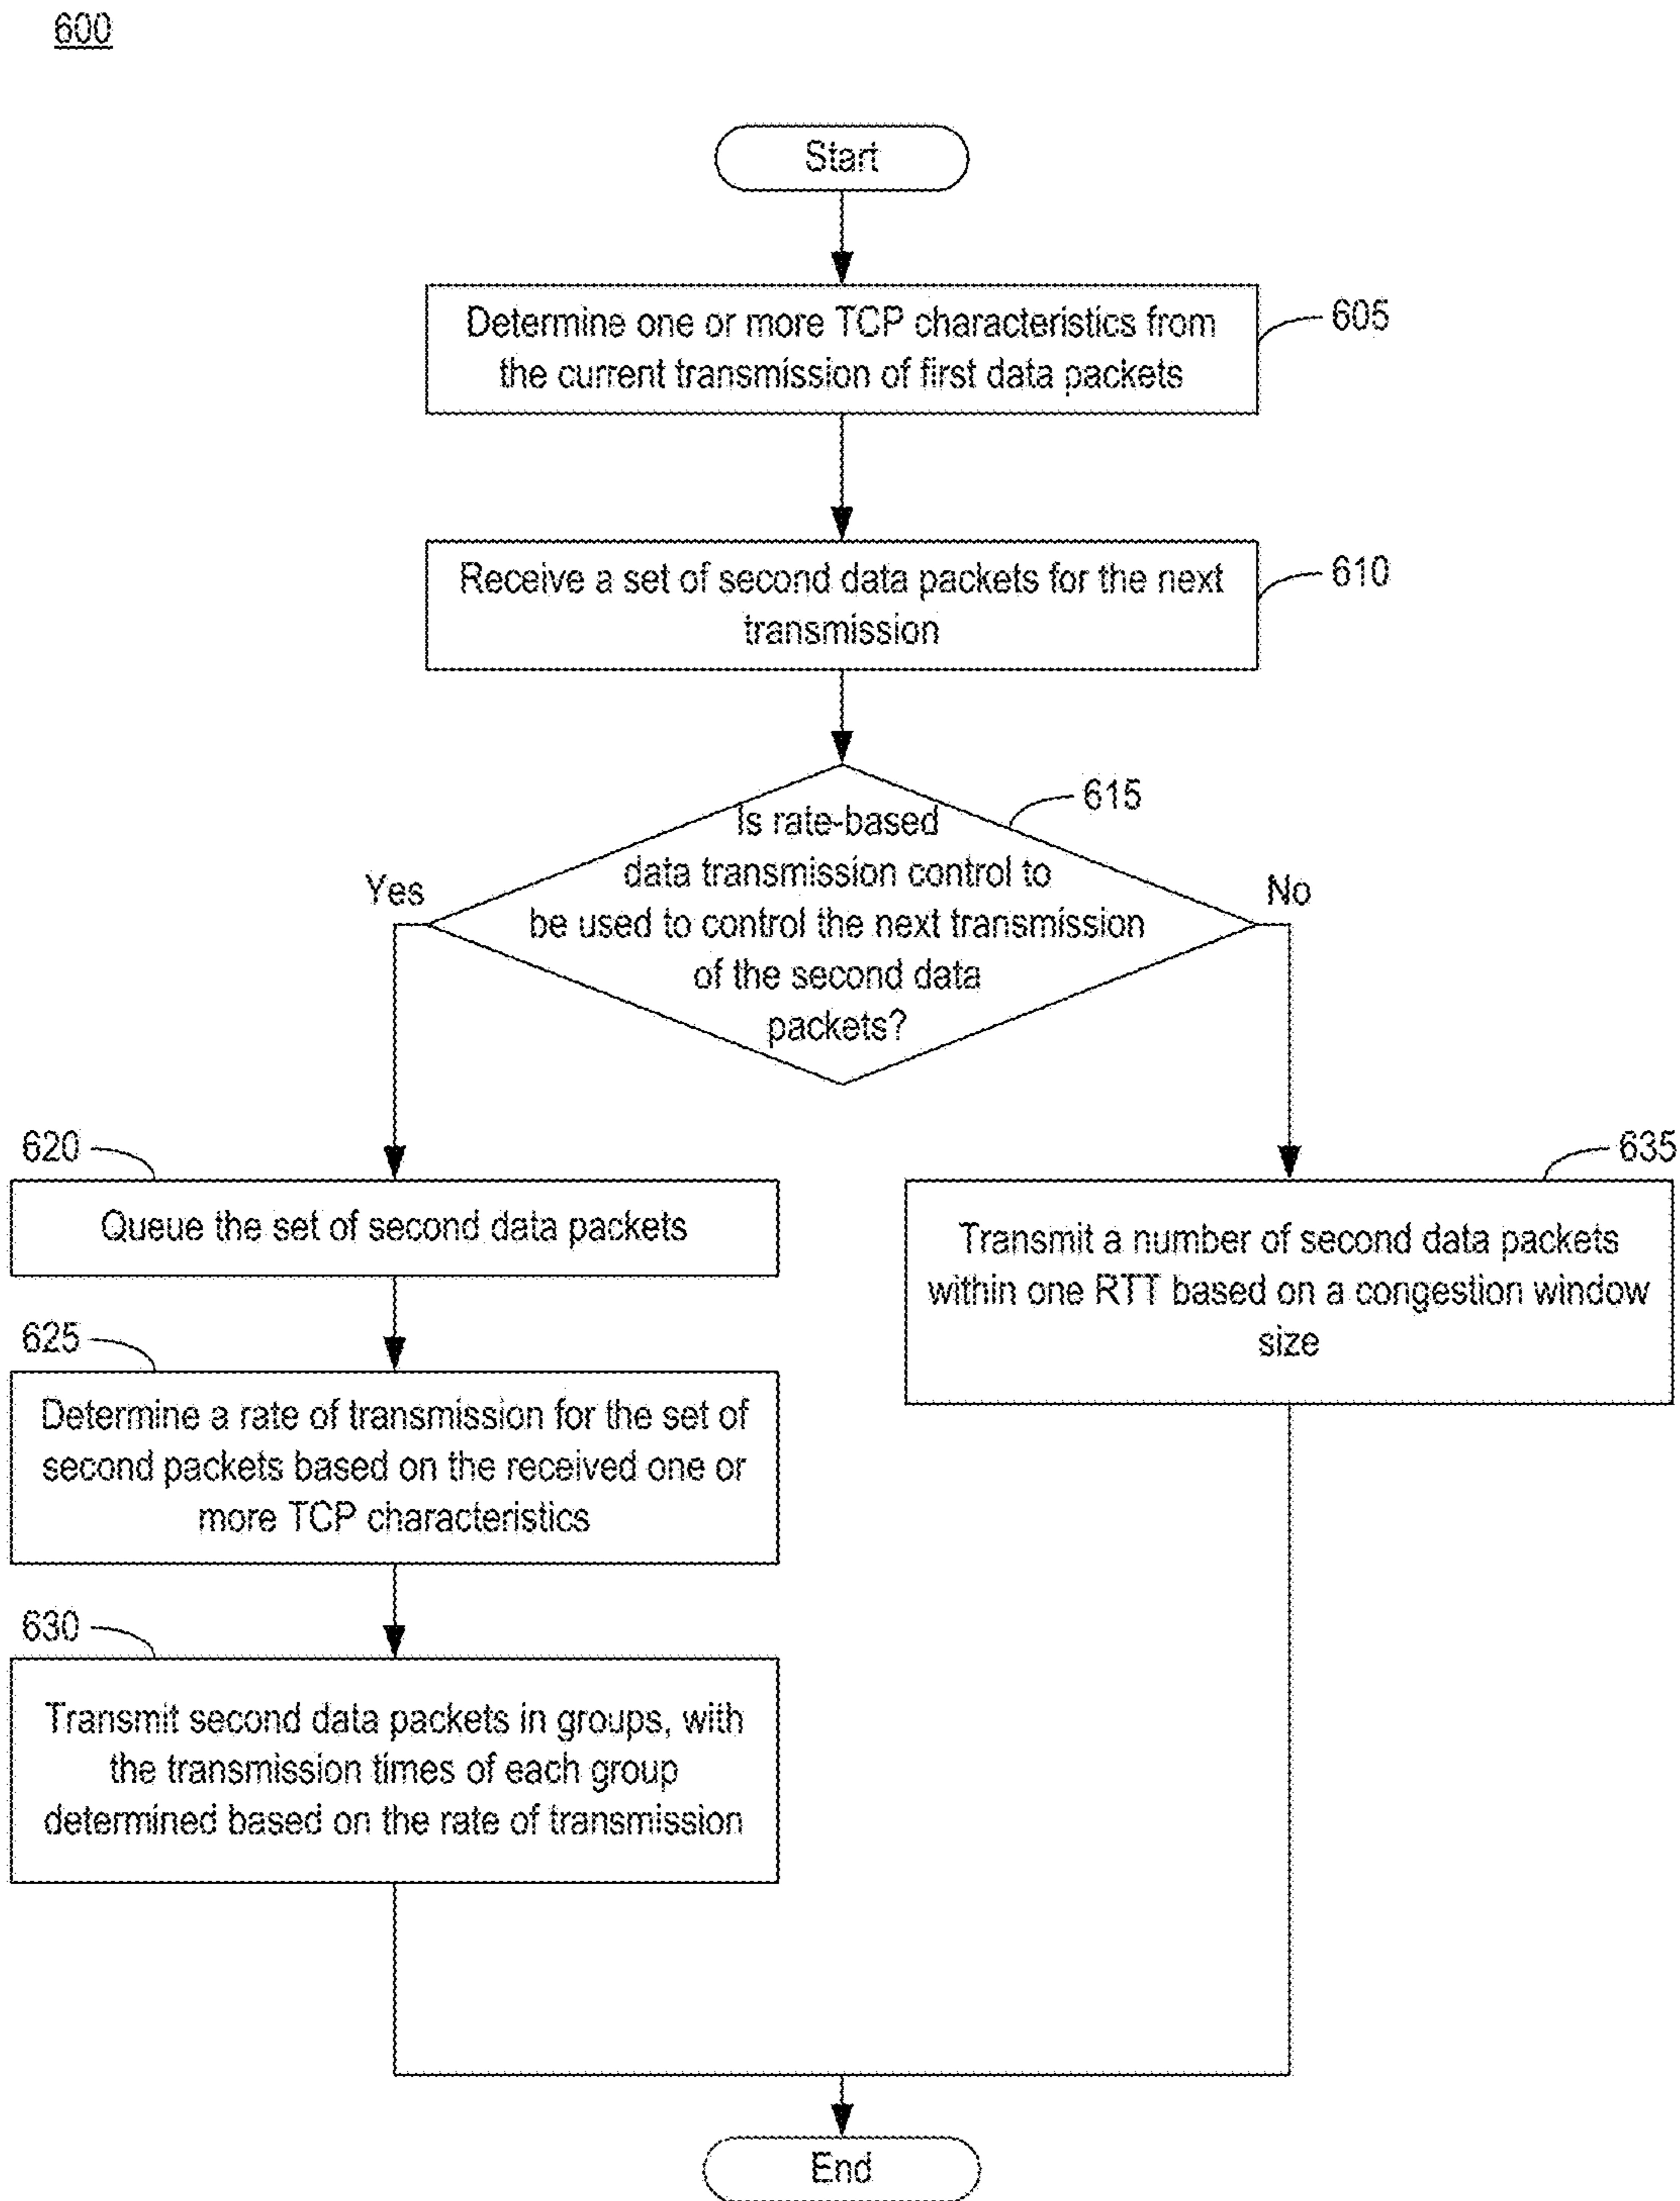 600
Start
Determine one or more TCP characteristics from
the current transmission of first data packets
605
Receive a set of second data packets for the next
transmission
610
Is rate-based
data transmission control to
be used to control the next transmission
of the second data
packets?
615
Yes
No
620
Queue the set of second data packets
625
Determine a rate of transmission for the set of
second packets based on the received one or
more TCP characteristics
630
Transmit second data packets in groups, with
the transmission times of each group
determined based on the rate of transmission
635
Transmit a number of second data packets
within one RTT based on a congestion window
size
End